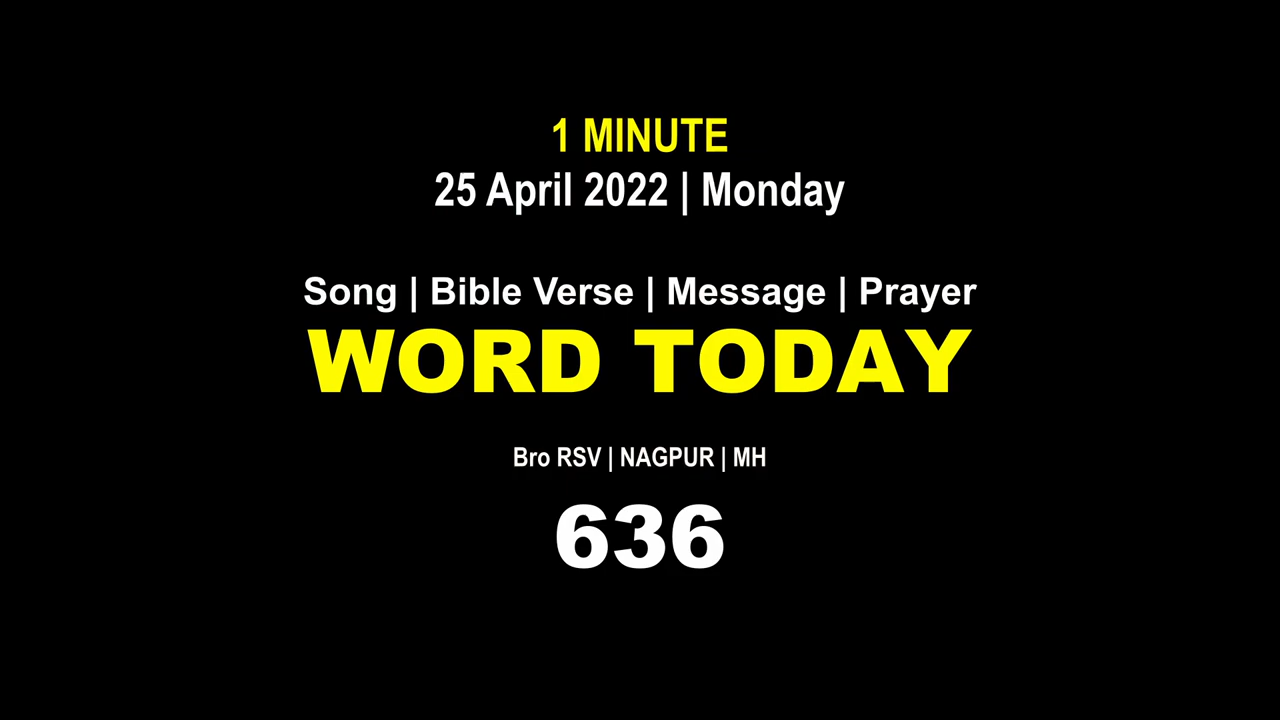 1 MINUTE
25 April 2022 | Monday
Song | Bible Verse | Message | Prayer
WORD TODAY
Bro RSV | NAGPUR | MH
636